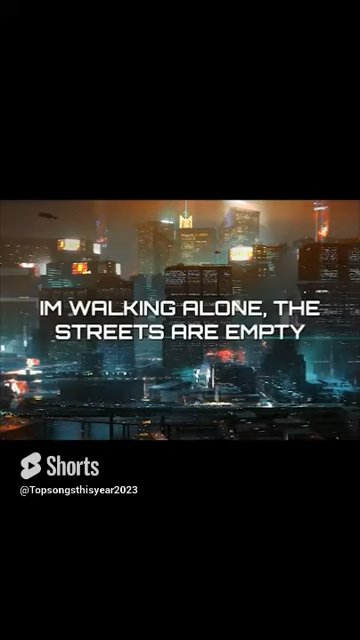 IM WALKING ALONE, THE
STREETS ARE EMPTY
Shorts
@Topsongsthisyear2023